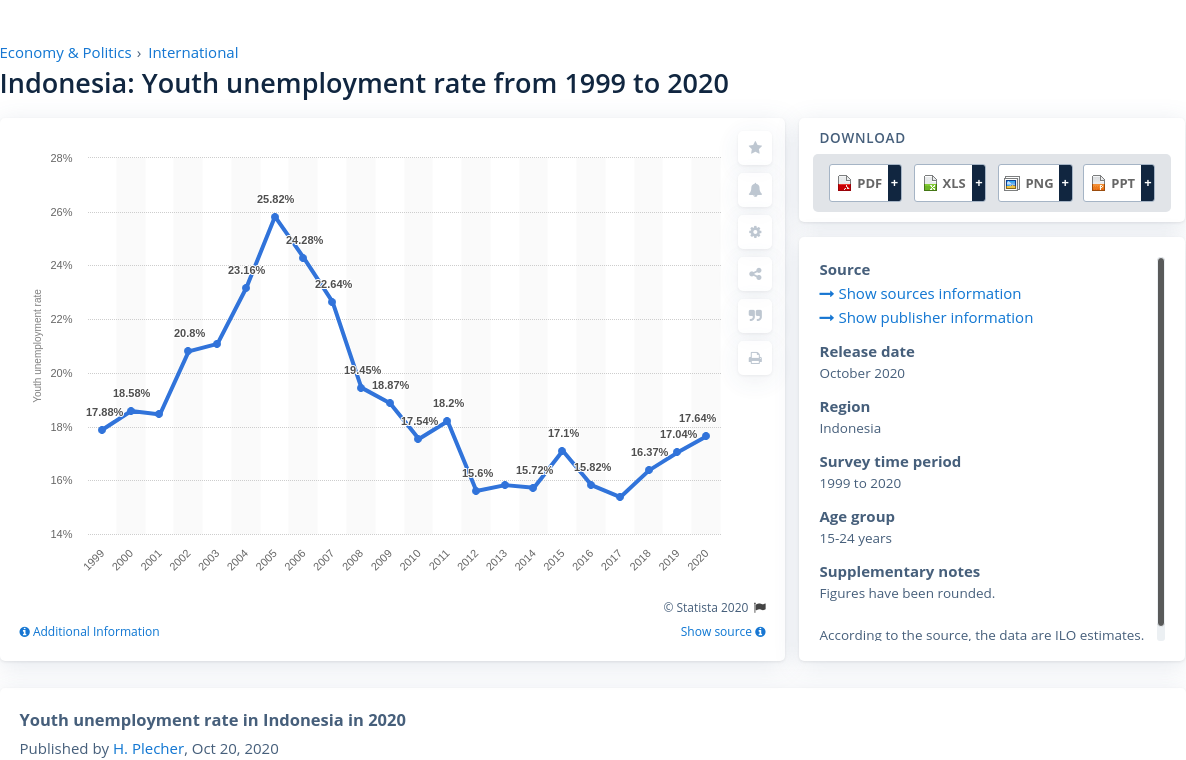 Economy & Politics › International
Indonesia: Youth unemployment rate from 1999 to 2020
Youth unemployment rate
28%
26%
24%
22%
20%
18%
16%
14%
17.88%
18.58%
20.8%
23.16%
25.82%
24.28%
22.64%
19.45%
18.87%
17.54%
18.2%
15.6%
15.72%
17.1%
15.82%
16.37%
17.04%
17.64%
1999 2000 2001 2002 2003 2004 2005 2006 2007 2008 2009 2010 2011 2012 2013 2014 2015 2016 2017 2018 2019 2020
© Statista 2020
Additional Information
Show source
DOWNLOAD
PDF + XLS + PNG + PPT +
Source
Show sources information
Show publisher information
Release date
October 2020
Region
Indonesia
Survey time period
1999 to 2020
Age group
15-24 years
Supplementary notes
Figures have been rounded.
According to the source, the data are ILO estimates.
Youth unemployment rate in Indonesia in 2020
Published by H. Plecher, Oct 20, 2020